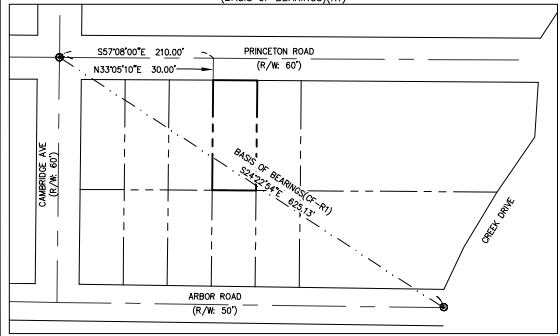 (BASIS OF BEARINGS)(R1)
S57°08'00"E 210.00'
PRINCETON ROAD
(R/W: 60')
N33°05'10"E 30.00'
CAMBRIDGE AVE
(R/W: 60')
BASIS OF BEARINGS(CF-R1)
S24°22'54"E 625.13'
CREEK DRIVE
ARBOR ROAD
(R/W: 50')